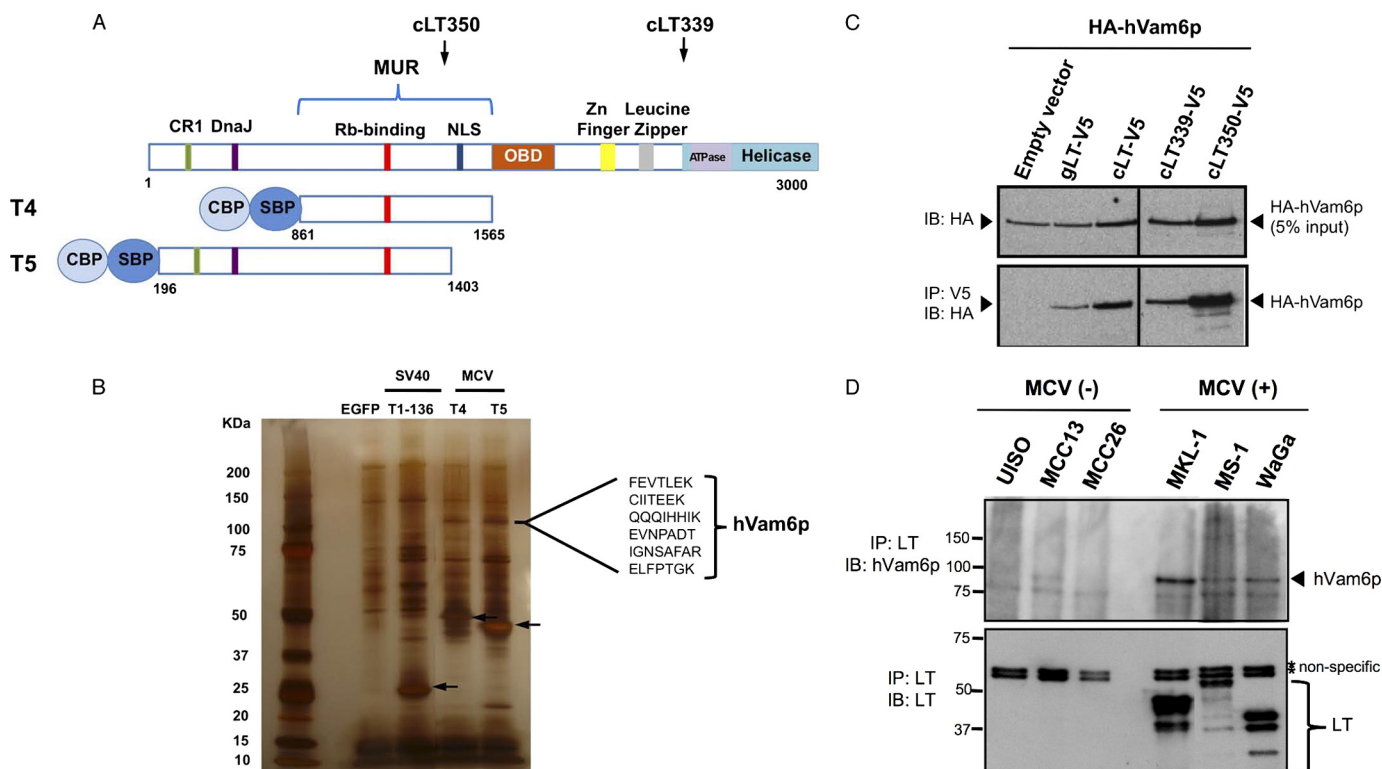 A
cLT350
cLT339
MUR
CR1 DnaJ Rb-binding NLS
Zn Finger
Leucine Zipper
OBD
ATPase
Helicase
1
3000
T4
CBP SBP
861
1565
T5
CBP SBP
196
1403
B
SV40 MCV
EGFP T1-136 T4 T5
KDa
200
150
100
75
50
37
25
20
15
10
FEVTLEK
CIITEEK
QQQIHHIK
EVNPADT
IGNSAFAR
ELFPTGK
hVam6p
C
HA-hVam6p
Empty vector
gLT-V5
cLT-V5
cLT339-V5
cLT350-V5
IB: HA
HA-hVam6p
(5% input)
IP: V5
IB: HA
HA-hVam6p
D
MCV (-)
MCV (+)
UISO
MCC13
MCC26
MKL-1
MS-1
WaGa
IP: LT
IB: hVam6p
150
100
75
hVam6p
IP: LT
IB: LT
75
50
37
** non-specific
LT